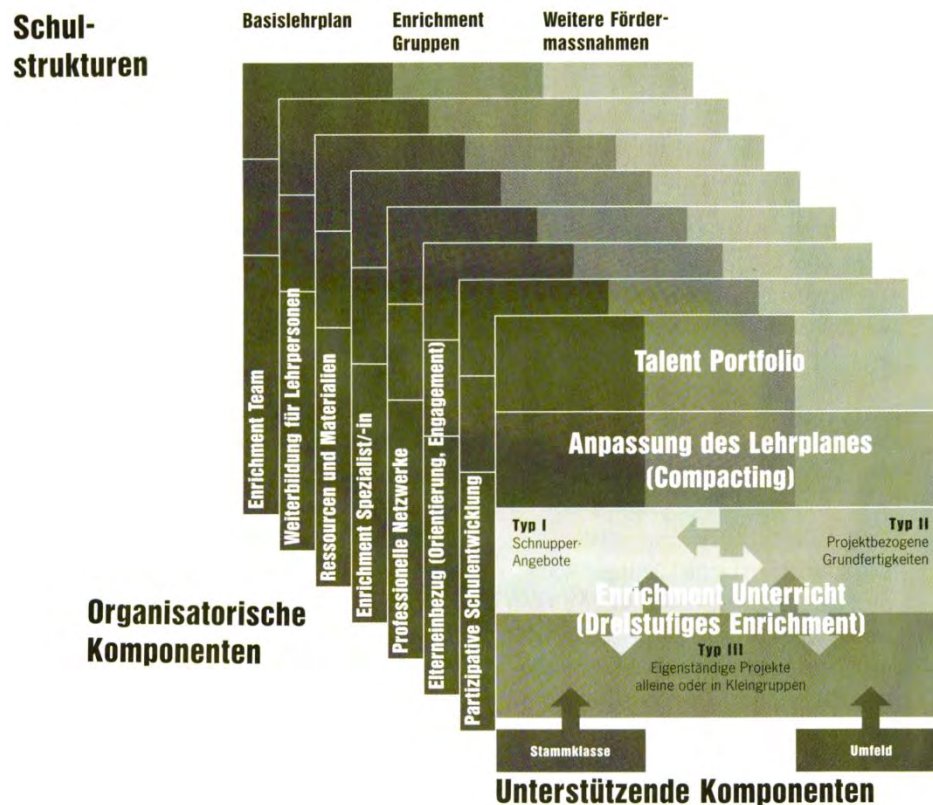 Schul-
strukturen
Basislehrplan
Enrichment
Gruppen
Weitere Förder-
massnahmen
Enrichment Team
Weiterbildung für Lehrpersonen
Ressourcen und Materialien
Enrichment Spezialist/-in
Professionelle Netzwerke
Elterneinbezug (Orientierung, Engagement)
Partizipative Schulentwicklung
Talent Portfolio
Anpassung des Lehrplanes
(Compacting)
Typ I
Schnupper-
Angebote
Typ II
Projektbezogene
Grundfertigkeiten
Enrichment Unterricht
(Dreistufiges Enrichment)
Typ III
Eigenständige Projekte
alleine oder in Kleingruppen
Stammklasse
Umfeld
Organisatorische
Komponenten
Unterstützende Komponenten